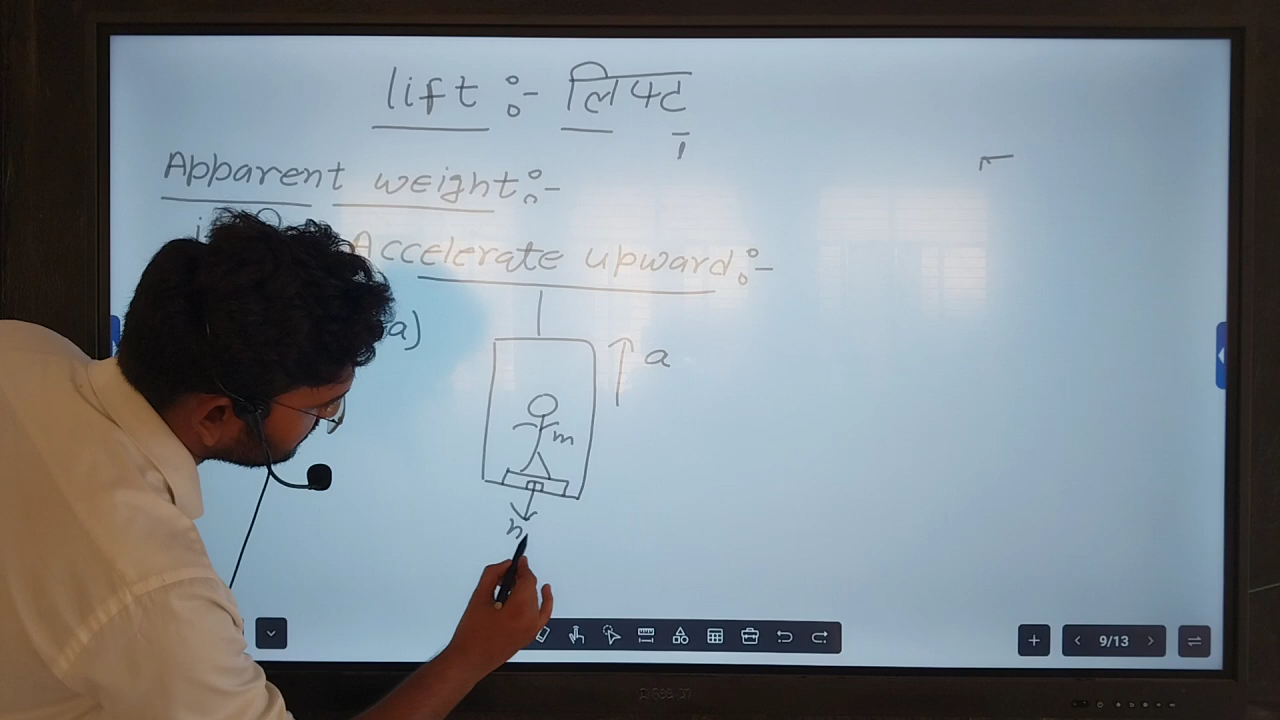 lift :- लिफ्ट
Apparent weight :-
Accelerate upward :-
a)
a
m
9/13